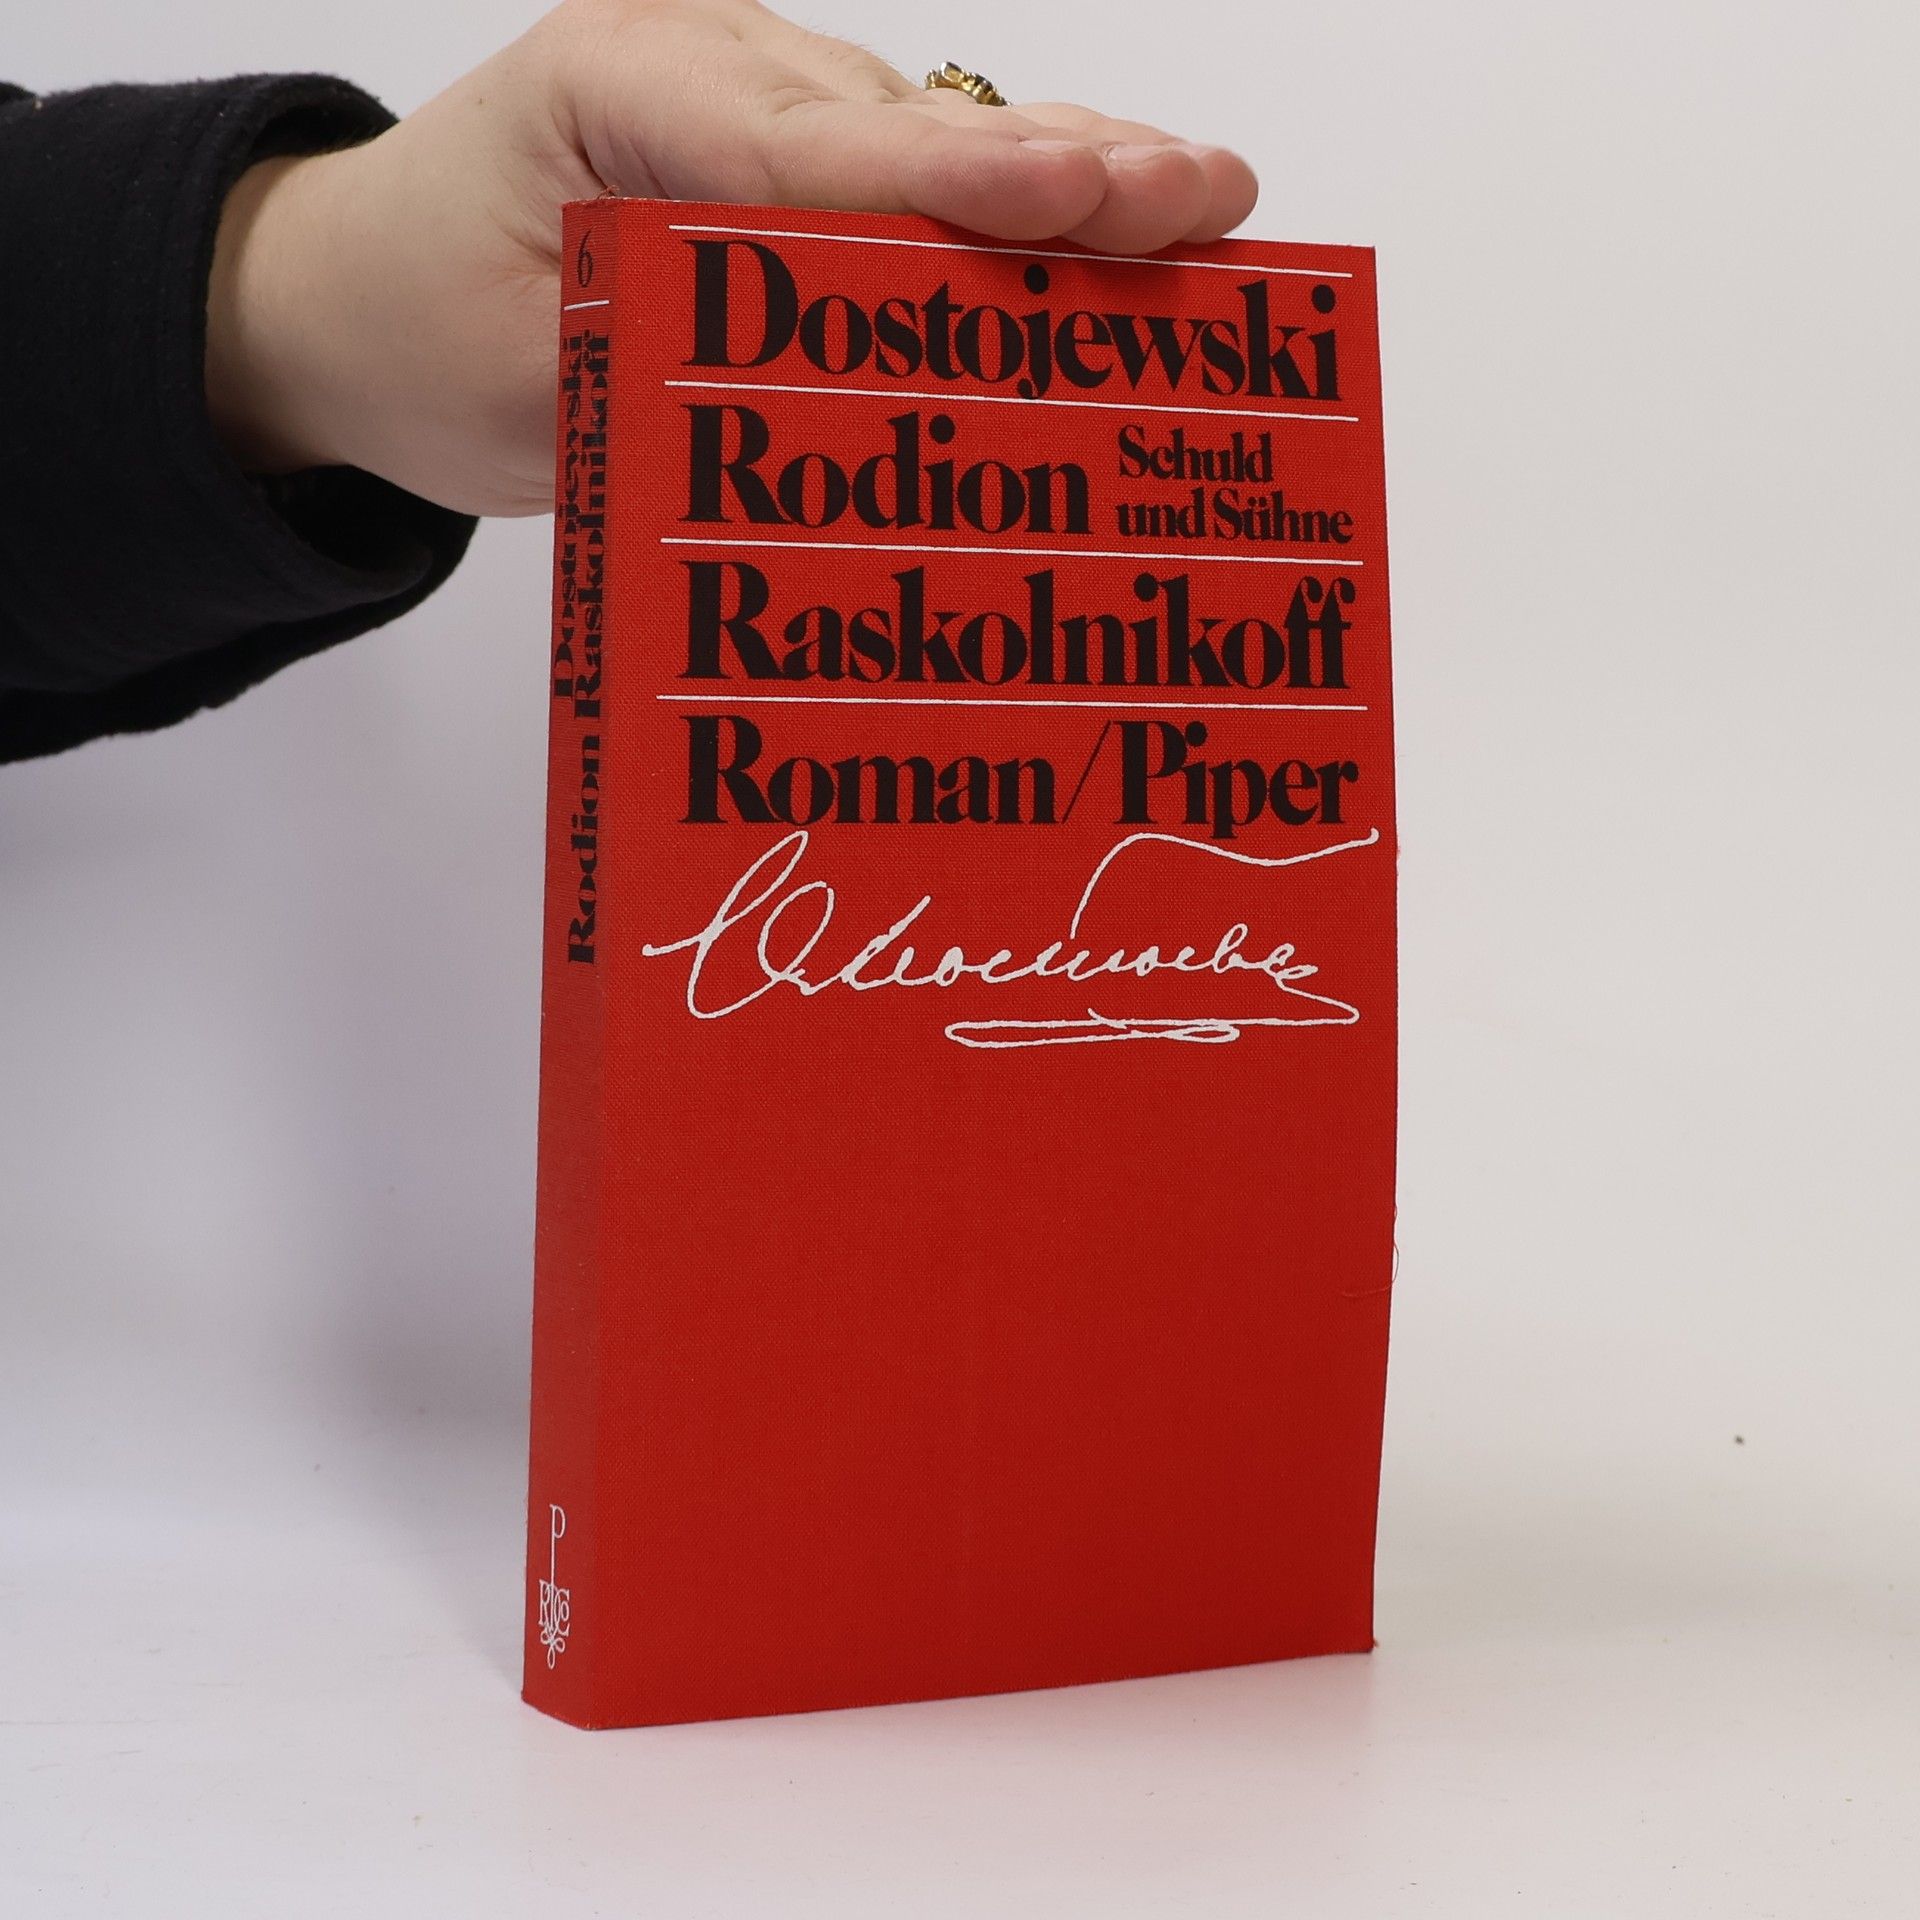 Dostojewski
Rodion Schuld
und Sühne
Raskolnikoff
Roman/Piper
6
Dostojewski
Rodion Raskolnikoff